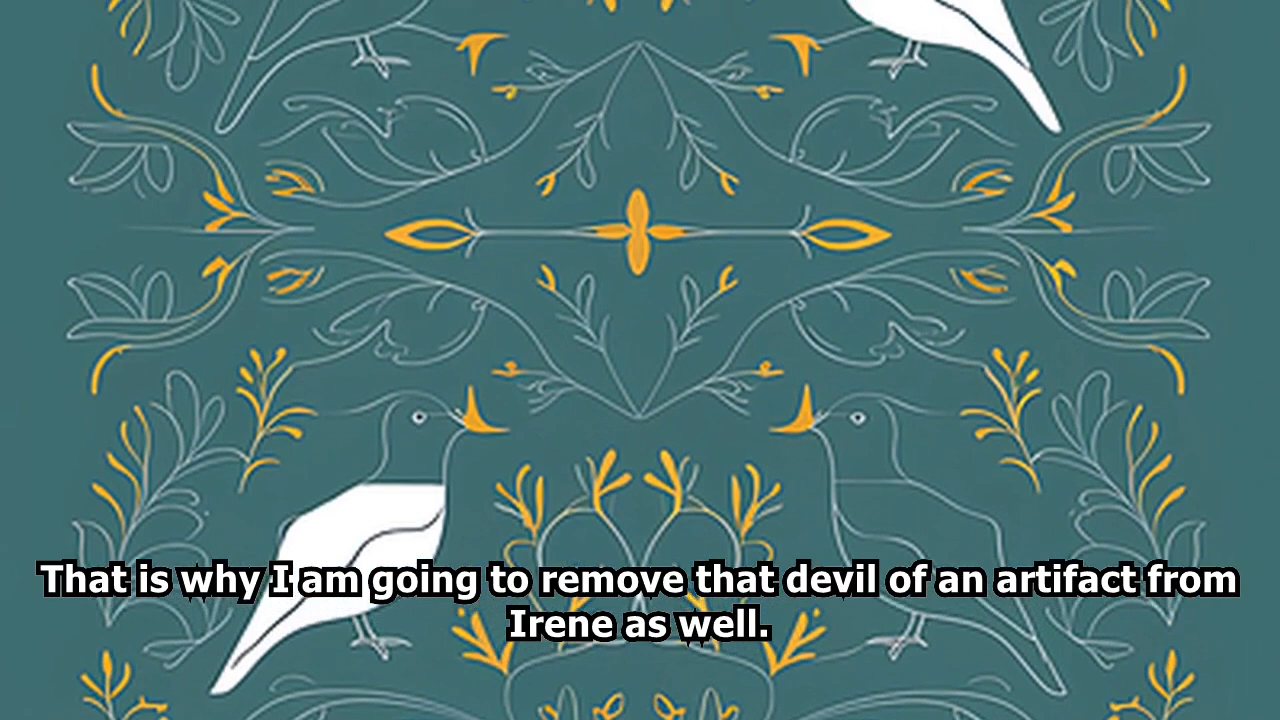 That is why I am going to remove that devil of an artifact from
Irene as well.